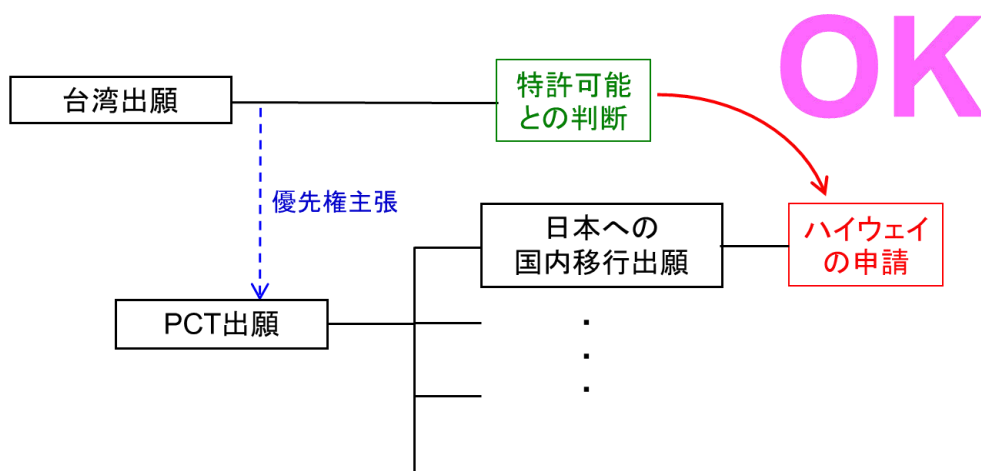 OK
台湾出願
特許可能
との判断
優先権主張
日本への
国内移行出願
ハイウェイ
の申請
PCT出願
・
・
・